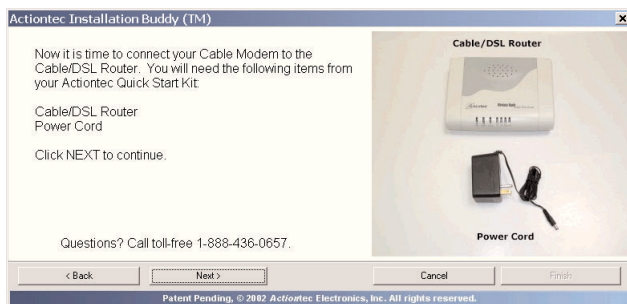 Actiontec Installation Buddy (TM)
Now it is time to connect your Cable Modem to the
Cable/DSL Router. You will need the following items from
your Actiontec Quick Start Kit:
Cable/DSL Router
Power Cord
Click NEXT to continue.
Questions? Call toll-free 1-888-436-0657.
Cable/DSL Router
Power Cord
< Back
Next >
Cancel
Finish
Patent Pending, © 2002 Actiontec Electronics, Inc. All rights reserved.